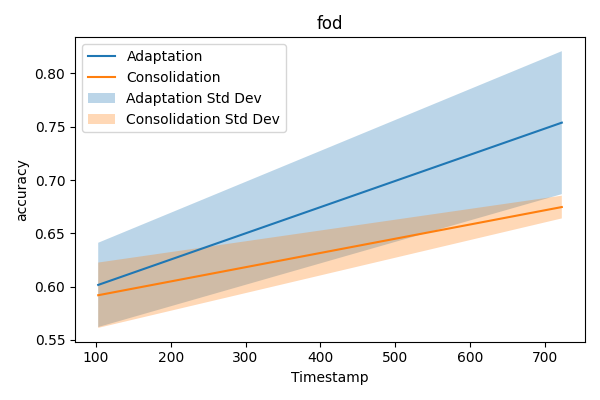 fod
Adaptation
Consolidation
Adaptation Std Dev
Consolidation Std Dev
accuracy
0.80
0.75
0.70
0.65
0.60
0.55
100 200 300 400 500 600 700
Timestamp